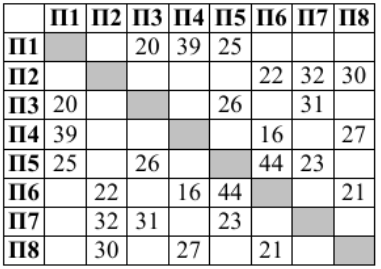 П1 П2 П3 П4 П5 П6 П7 П8
П1 20 39 25
П2 22 32 30
П3 20 26 31
П4 39 16 27
П5 25 26 44 23
П6 22 16 44 21
П7 32 31 23
П8 30 27 21